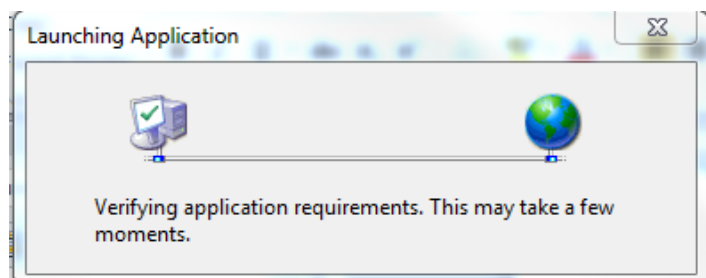 Launching Application
Verifying application requirements. This may take a few
moments.